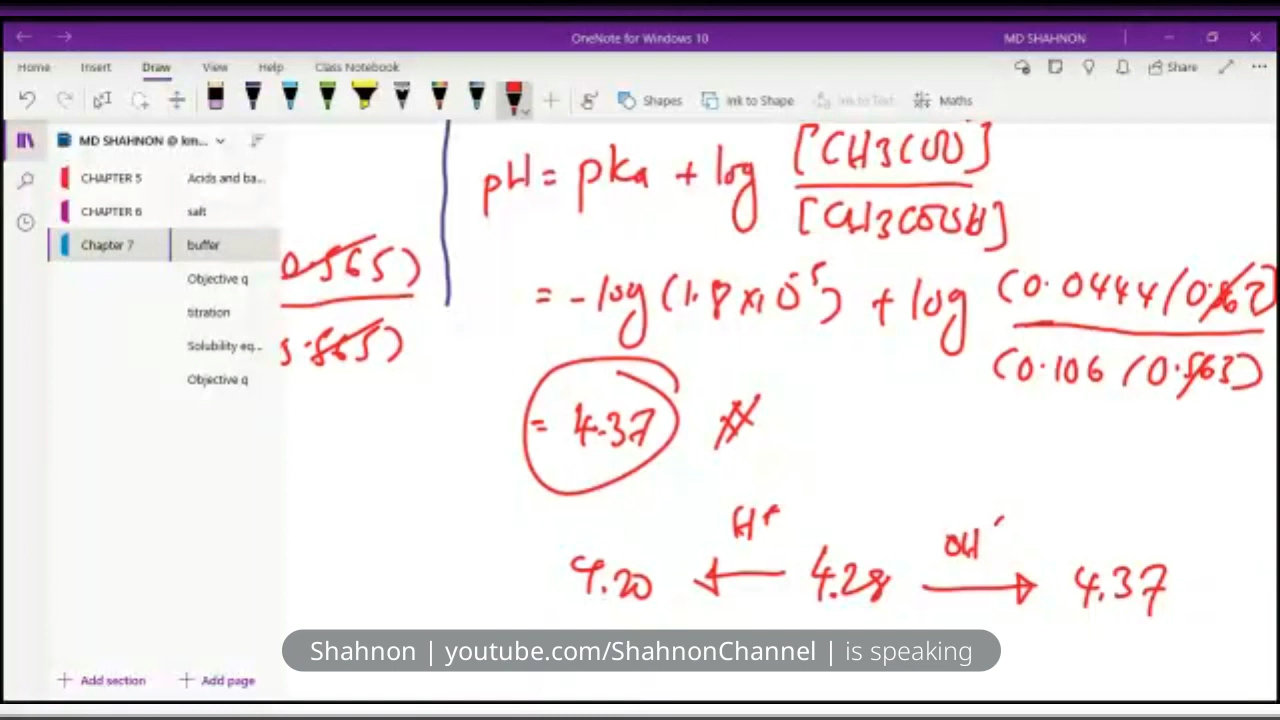 OneNote for Windows 10
MD SHAHNON
Home Insert Draw View Help Class Notebook
Share
Shapes Ink to Shape Ink to Text Maths
MD SHAHNON @ km...
CHAPTER 5
CHAPTER 6
Chapter 7
Acids and ba...
salt
buffer
Objective q
titration
Solubility eq...
Objective q
Add section
Add page
0.565)
pH = pKa + log [CH3COO-] / [CH3COOH]
= -log(1.8 x 10^-5) + log
(0.106 / 0.563)
= 4.37 #
H+ OH-
4.20 ← 4.28 → 4.37
Shahnon | youtube.com/ShahnonChannel | is speaking